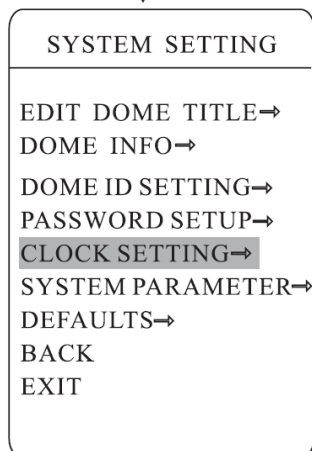 SYSTEM SETTING
EDIT DOME TITLE→
DOME INFO→
DOME ID SETTING→
PASSWORD SETUP→
CLOCK SETTING→
SYSTEM PARAMETER→
DEFAULTS→
BACK
EXIT